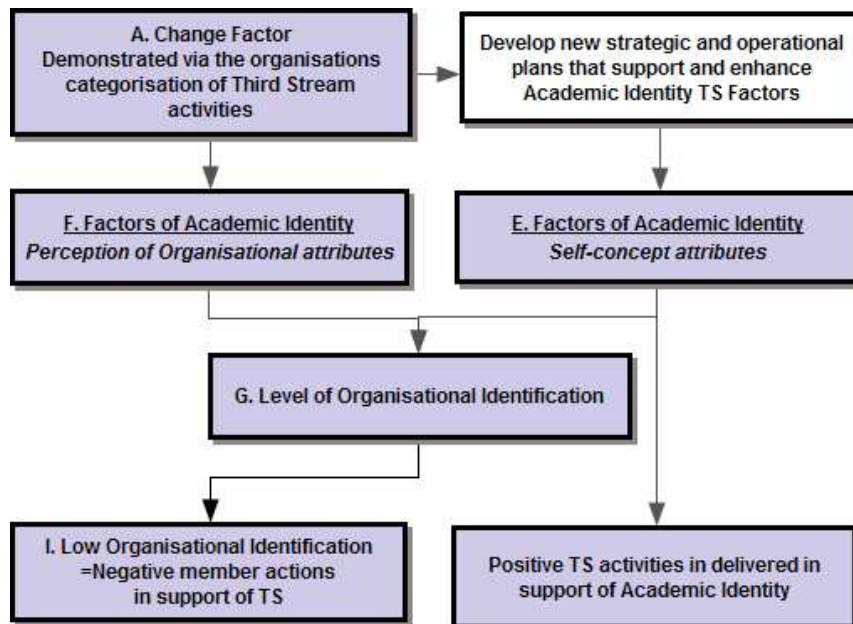 A. Change Factor
Demonstrated via the organisations
categorisation of Third Stream
activities
Develop new strategic and operational
plans that support and enhance
Academic Identity TS Factors
F. Factors of Academic Identity
Perception of Organisational attributes
E. Factors of Academic Identity
Self-concept attributes
G. Level of Organisational Identification
I. Low Organisational Identification
=Negative member actions
in support of TS
Positive TS activities in delivered in
support of Academic Identity